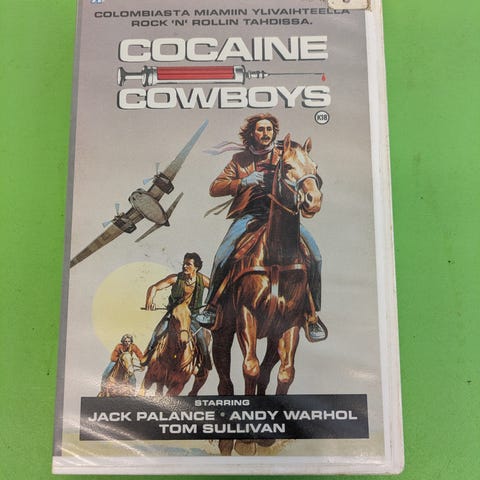 COLOMBIASTA MIAMIIN YLIVAIHTEELLA
ROCK 'N' ROLLIN TAHDISSA.
COCAINE
COWBOYS
K18
STARRING
JACK PALANCE • ANDY WARHOL
TOM SULLIVAN